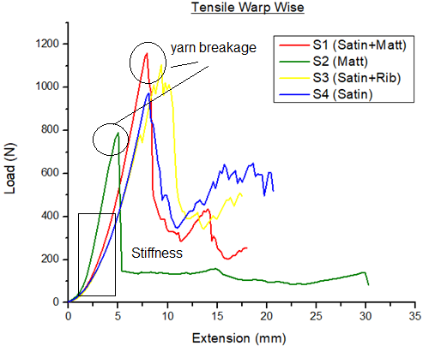 Tensile Warp Wise
yarn breakage
S1 (Satin+Matt)
S2 (Matt)
S3 (Satin+Rib)
S4 (Satin)
1200
1000
800
600
400
200
0
Load (N)
Stiffness
0 5 10 15 20 25 30 35
Extension (mm)